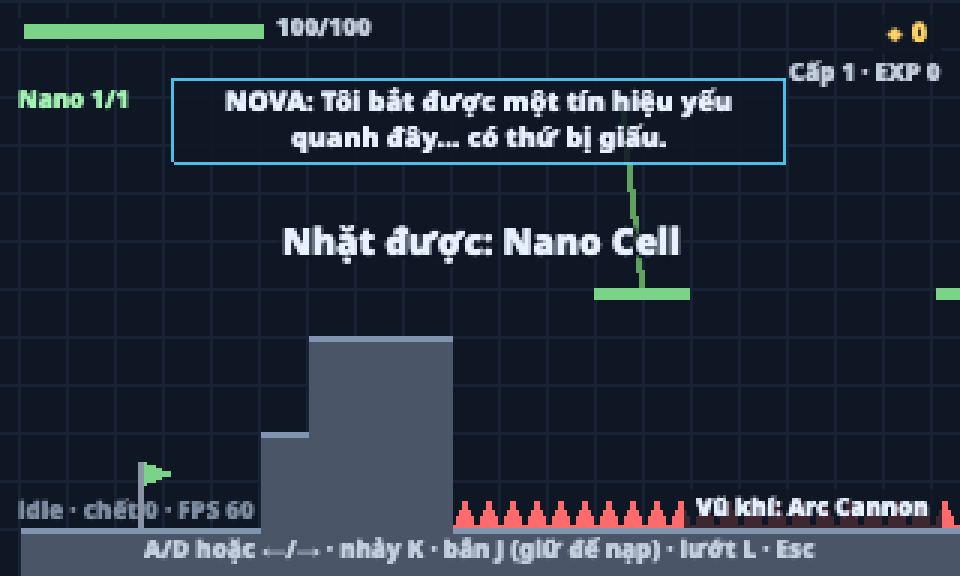 100/100
◆ 0
Cấp 1 · EXP 0
Nano 1/1
NOVA: Tôi bắt được một tín hiệu yếu
quanh đây... có thứ bị giấu.
Nhặt được: Nano Cell
idle · chết 0 · FPS 60
Vũ khí: Arc Cannon
A/D hoặc ←/→ · nhảy K · bắn J (giữ để nạp) · lướt L · Esc